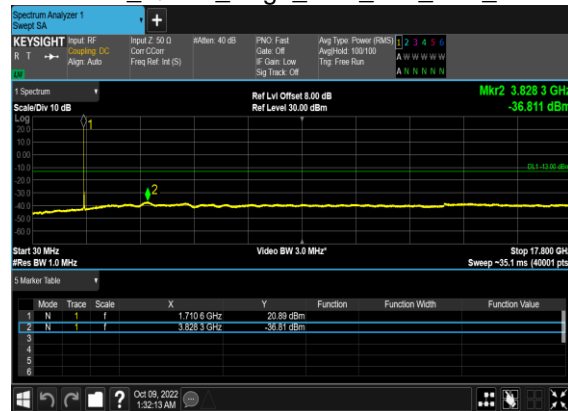 Spectrum Analyzer 1
Swept SA
+
KEYSIGHT Input: RF Input Z: 50 Ω #Atten: 40 dB PNO: Fast Avg Type: Power (RMS) 1 2 3 4 5 6
R T Coupling: DC Corr CCorr Gate: Off Avg|Hold: 100/100 A W W W W W
Align: Auto Freq Ref: Int (S) IF Gain: Low Trig: Free Run A N N N N N
LXI Sig Track: Off
1 Spectrum Ref Lvl Offset 8.00 dB Mkr2 3.828 3 GHz
Scale/Div 10 dB Ref Level 30.00 dBm -36.811 dBm
Log
20.0 1
10.0
0.00
-10.0 DL1 -13.00 dBm
-20.0
-30.0 2
-40.0
-50.0
-60.0
Start 30 MHz Video BW 3.0 MHz* Stop 17.800 GHz
#Res BW 1.0 MHz Sweep ~35.1 ms (40001 pts)
5 Marker Table
Mode Trace Scale X Y Function Function Width Function Value
1 N 1 f 1.710 6 GHz 20.89 dBm
2 N 1 f 3.828 3 GHz -36.81 dBm
3
4
5
6
? Oct 09, 2022
1:32:13 AM